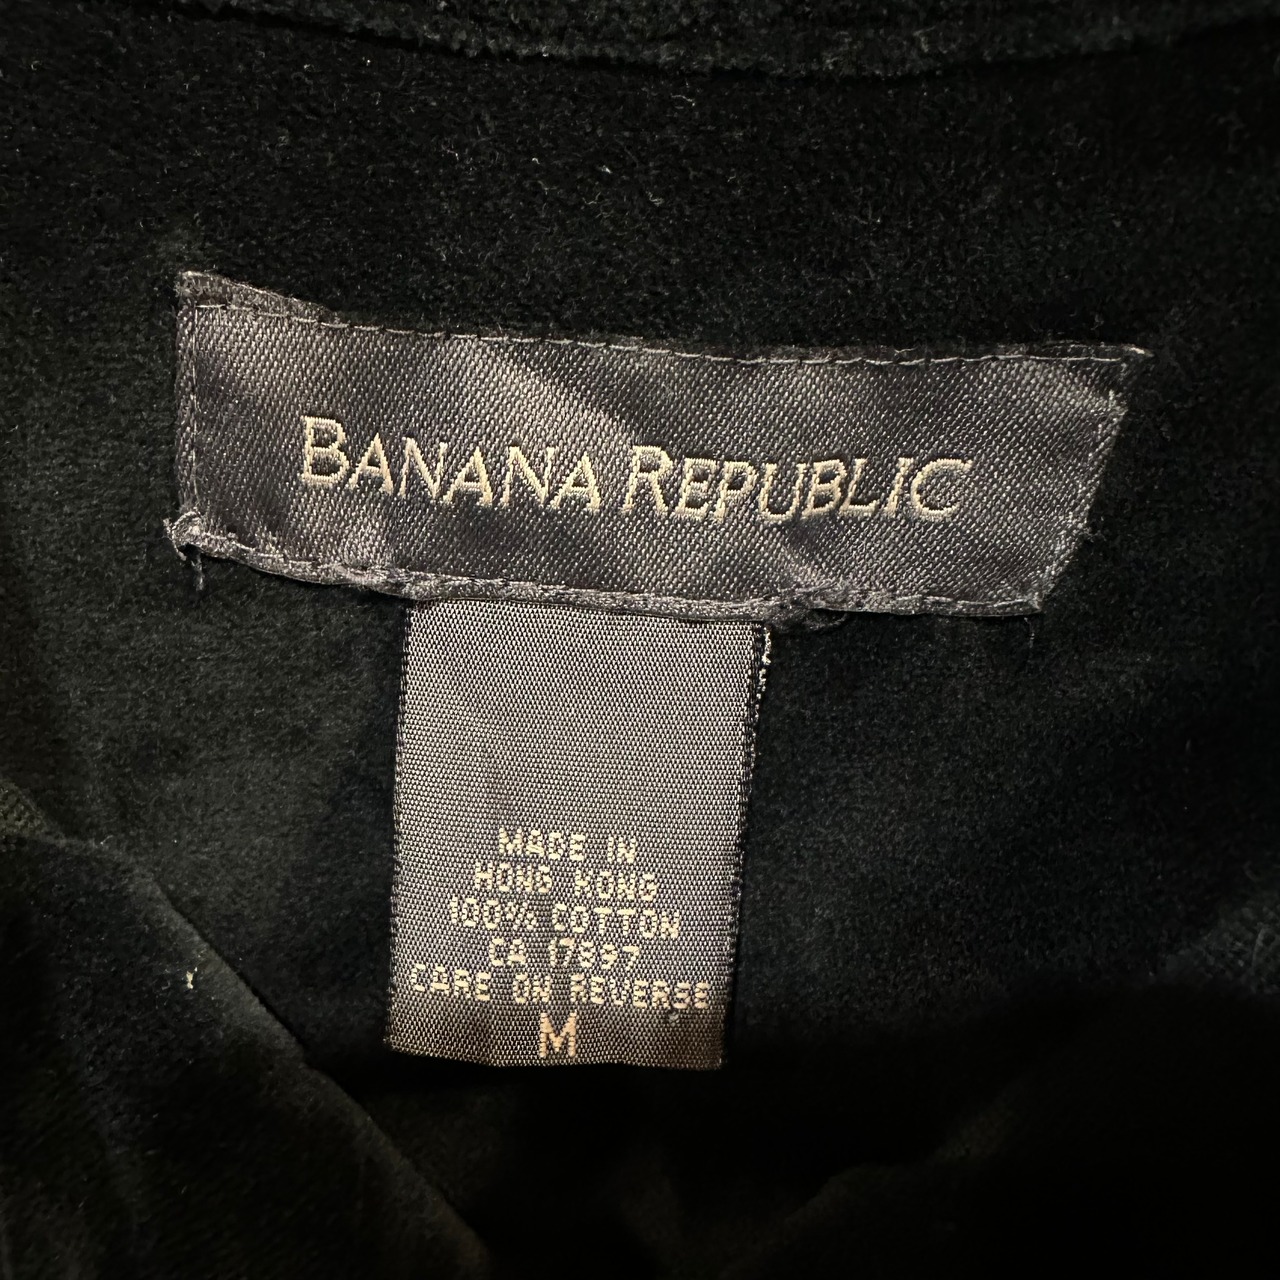 BANANA REPUBLIC
MADE IN
HONG KONG
100% COTTON
CA 17897
CARE ON REVERSE
M